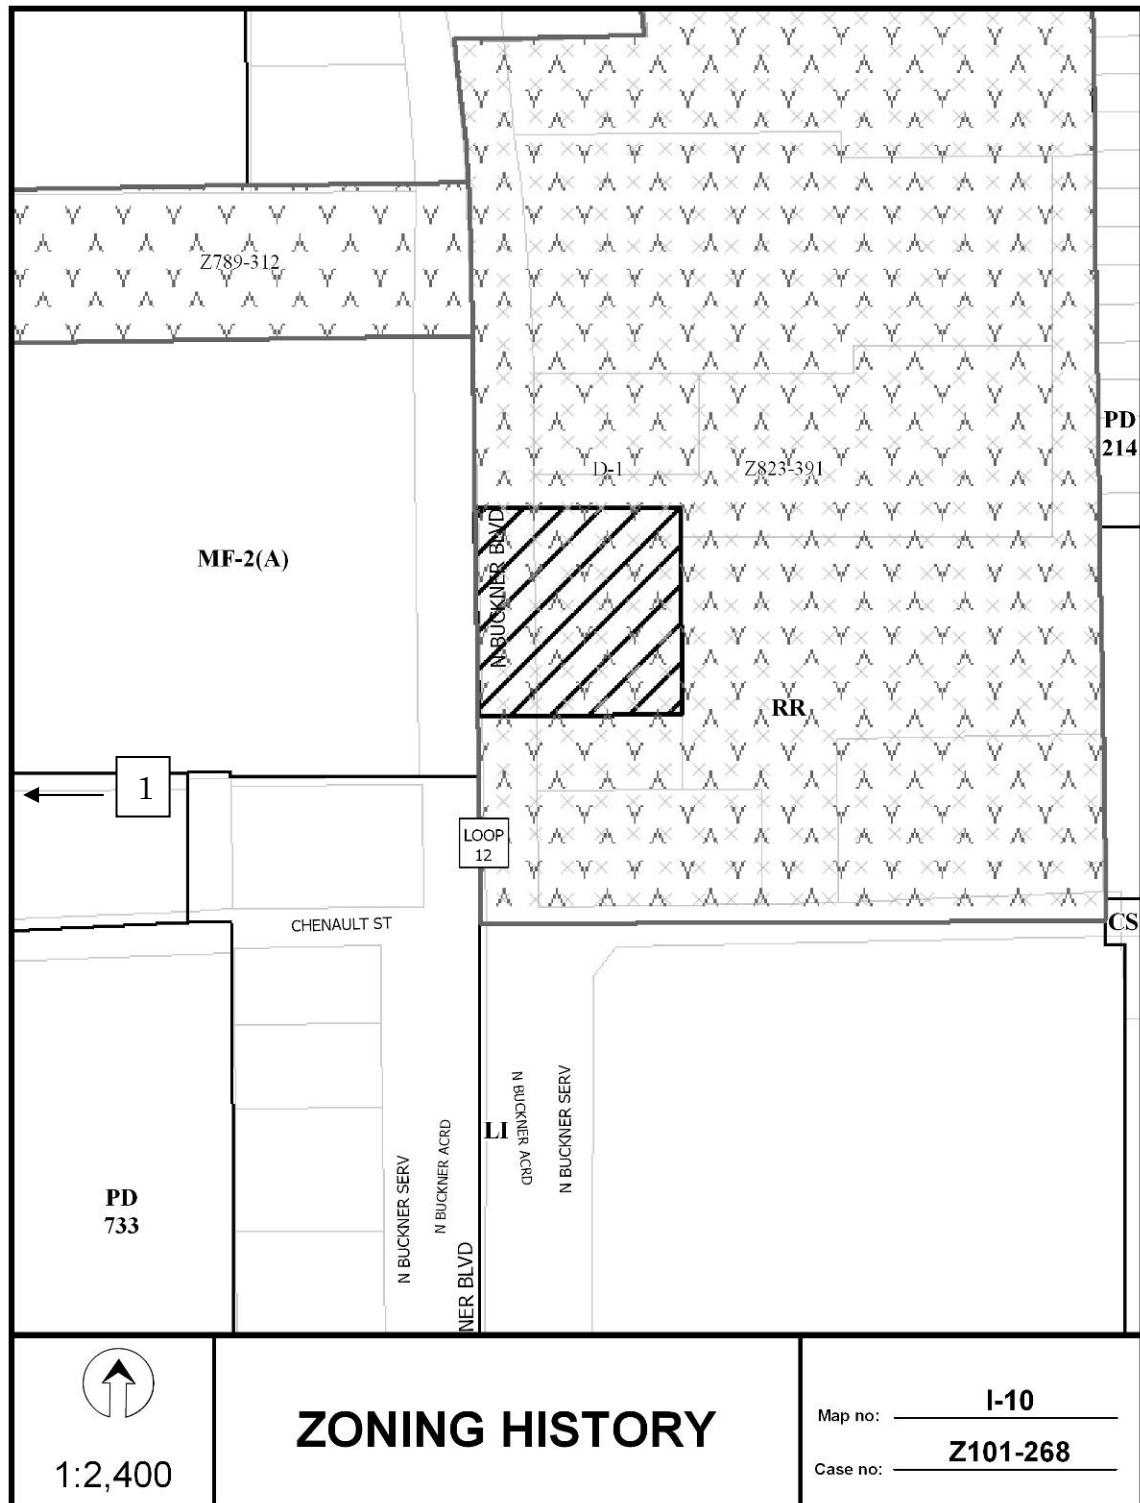 Z789-312
PD
214
D-1
Z823-391
N BUCKNER BLVD
MF-2(A)
RR
1
LOOP
12
CHENAULT ST
CS
N BUCKNER SERV
N BUCKNER ACRD
LI
N BUCKNER ACRD
N BUCKNER SERV
PD
733
NER BLVD
1:2,400
ZONING HISTORY
Map no: I-10
Case no: Z101-268